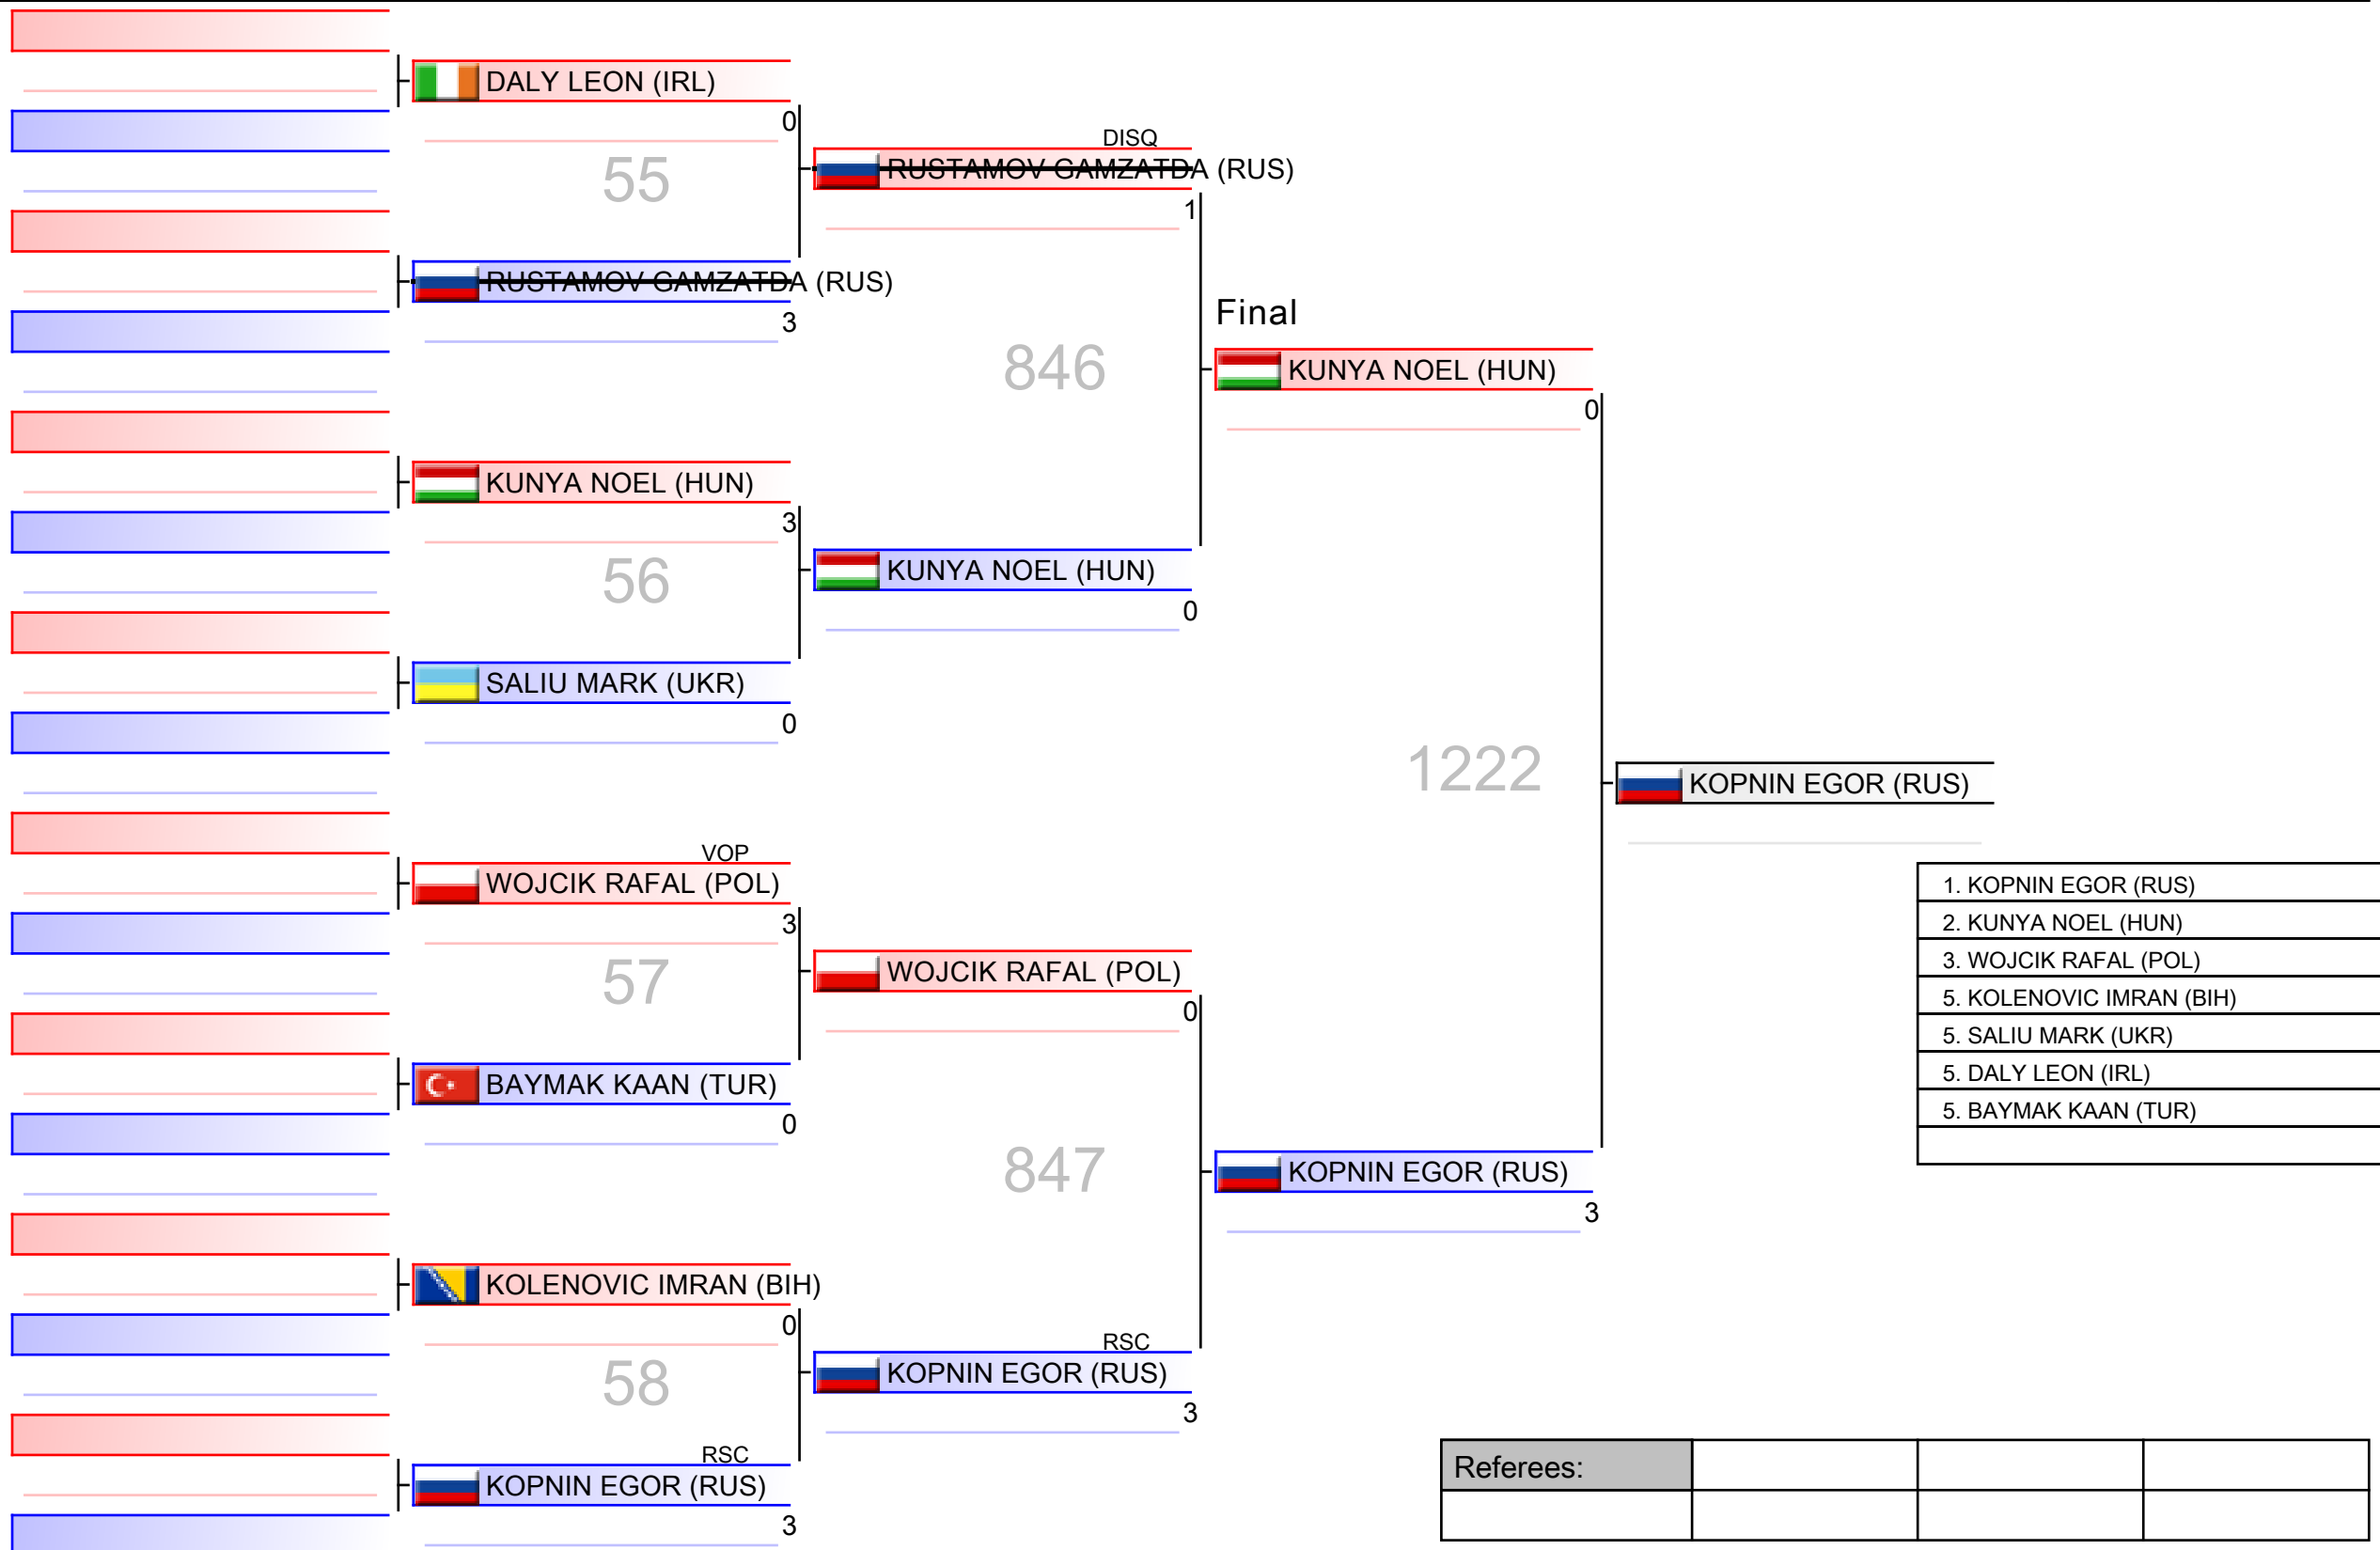 DALY LEON (IRL)
0
55
RUSTAMOV GAMZATDA (RUS)
3
KUNYA NOEL (HUN)
3
56
SALIU MARK (UKR)
0
VOP
WOJCIK RAFAL (POL)
3
57
BAYMAK KAAN (TUR)
0
KOLENOVIC IMRAN (BIH)
0
58
RSC
KOPNIN EGOR (RUS)
3
DISQ
RUSTAMOV GAMZATDA (RUS)
1
846
KUNYA NOEL (HUN)
0
WOJCIK RAFAL (POL)
0
847
RSC
KOPNIN EGOR (RUS)
3
Final
KUNYA NOEL (HUN)
0
1222
KOPNIN EGOR (RUS)
3
KOPNIN EGOR (RUS)
1. KOPNIN EGOR (RUS)
2. KUNYA NOEL (HUN)
3. WOJCIK RAFAL (POL)
5. KOLENOVIC IMRAN (BIH)
5. SALIU MARK (UKR)
5. DALY LEON (IRL)
5. BAYMAK KAAN (TUR)
Referees: